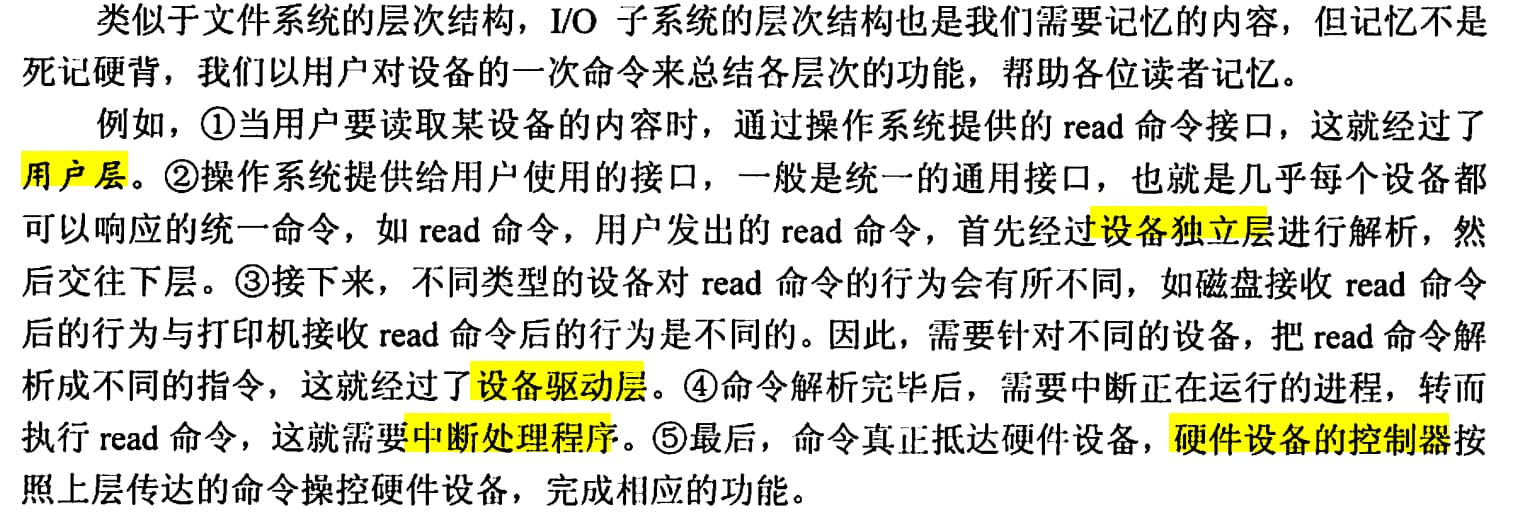 类似于文件系统的层次结构，I/O 子系统的层次结构也是我们需要记忆的内容，但记忆不是
死记硬背，我们以用户对设备的一次命令来总结各层次的功能，帮助各位读者记忆。
例如，①当用户要读取某设备的内容时，通过操作系统提供的 read 命令接口，这就经过了
用户层。②操作系统提供给用户使用的接口，一般是统一的通用接口，也就是几乎每个设备都
可以响应的统一命令，如 read 命令，用户发出的 read 命令，首先经过设备独立层进行解析，然
后交往下层。③接下来，不同类型的设备对 read 命令的行为会有所不同，如磁盘接收 read 命令
后的行为与打印机接收 read 命令后的行为是不同的。因此，需要针对不同的设备，把 read 命令解
析成不同的指令，这就经过了设备驱动层。④命令解析完毕后，需要中断正在运行的进程，转而
执行 read 命令，这就需要中断处理程序。⑤最后，命令真正抵达硬件设备，硬件设备的控制器按
照上层传达的命令操控硬件设备，完成相应的功能。